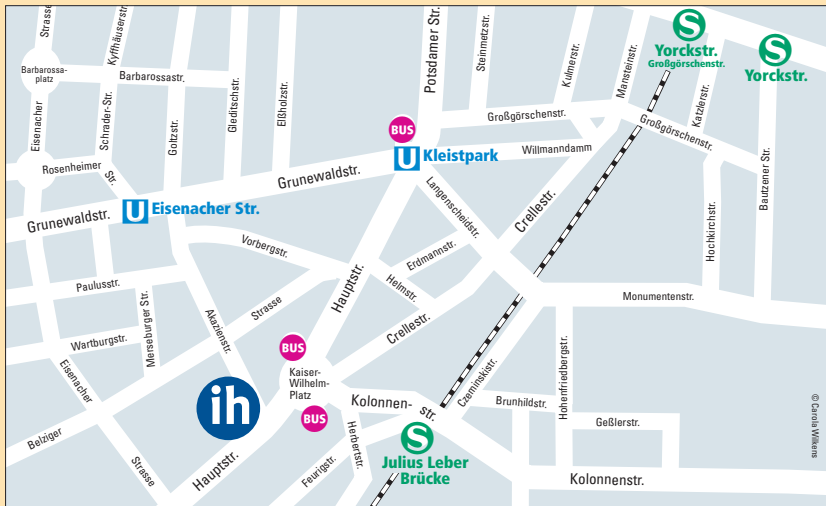 Strasse
Kyffhäuserstr.
Potsdamer Str.
Steinmetzstr.
Kulmerstr.
Mansteinstr.
S
Yorckstr.
Großgörschenstr.
S
Yorckstr.
Barbarossa-
platz
Barbarossastr.
Eisenacher
Schrader-Str.
Goltzstr.
Gleditschstr.
Elßholzstr.
BUS
Großgörschenstr.
Katzlerstr.
Großgörschenstr.
U Kleistpark
Willmanndamm
Rosenheimer
Str.
Grunewaldstr.
Grunewaldstr.
U Eisenacher Str.
Langenscheidstr.
Crellestr.
Hochkirchstr.
Bautzener Str.
Vorbergstr.
Erdmannstr.
Hauptstr.
Helmstr.
Paulusstr.
Merseburger Str.
Akazienstr.
Strasse
Monumentenstr.
Wartburgstr.
Crellestr.
Eisenacher
BUS
Kaiser-
Wilhelm-
Platz
Czeminskistr.
Hohenfriedbergstr.
ih
BUS
Kolonnen-
str.
Brunhildstr.
Geßlerstr.
Belziger
Strasse
Hauptstr.
Herbertstr.
Feurigstr.
S
Julius Leber
Brücke
Kolonnenstr.
© Carola Wilkens